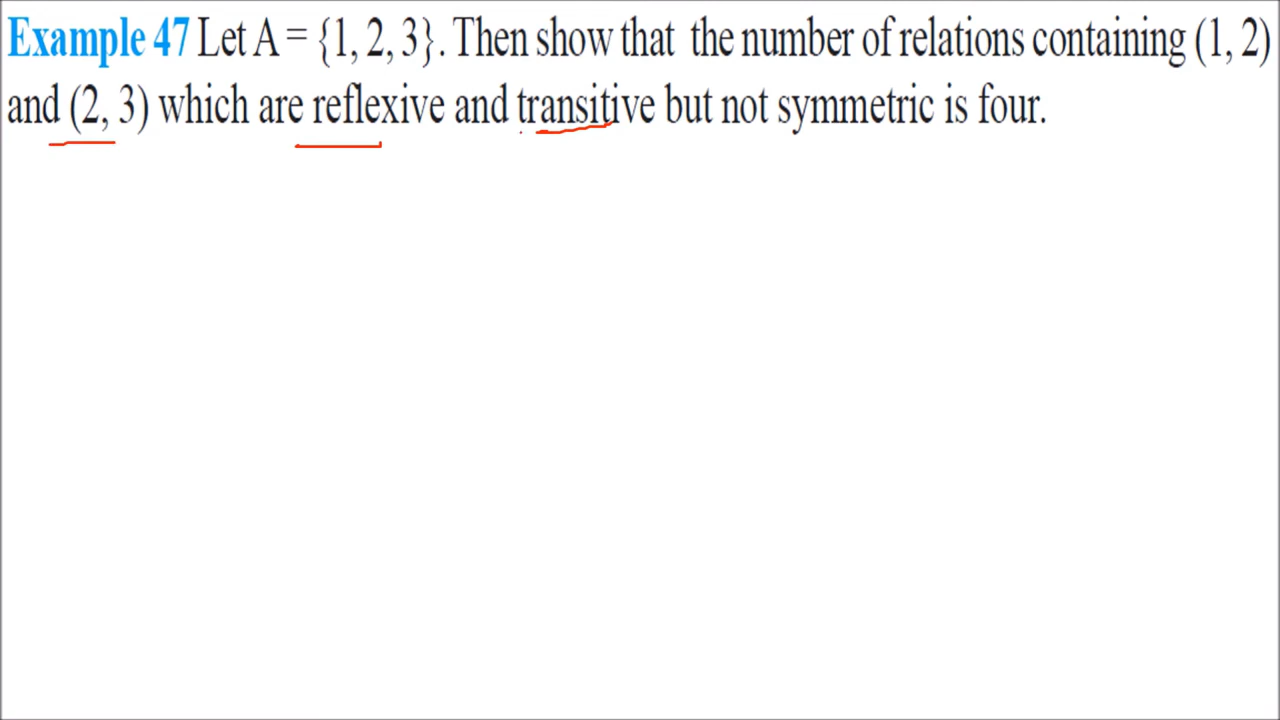 Example 47 Let A = {1, 2, 3}. Then show that the number of relations containing (1, 2)
and (2, 3) which are reflexive and transitive but not symmetric is four.